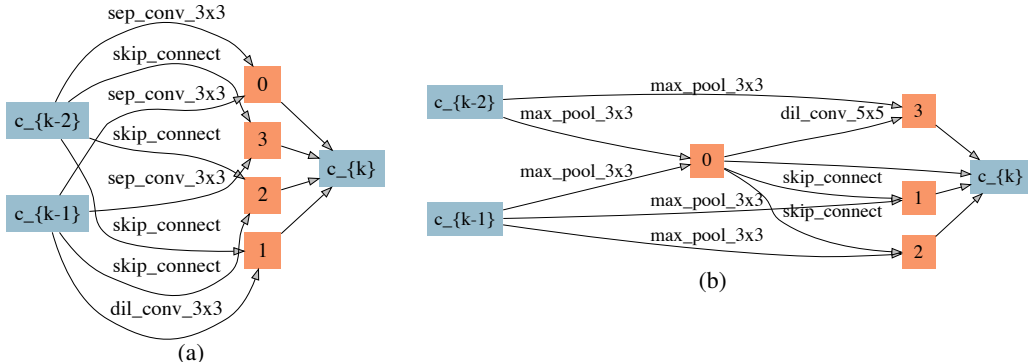 sep_conv_3x3
skip_connect
0
sep_conv_3x3
c_{k-2}
skip_connect
3
c_{k}
sep_conv_3x3
2
c_{k-1}
skip_connect
1
skip_connect
dil_conv_3x3
(a)
max_pool_3x3
c_{k-2}
max_pool_3x3
dil_conv_5x5
3
0
max_pool_3x3
skip_connect
c_{k}
max_pool_3x3
1
c_{k-1}
skip_connect
max_pool_3x3
2
(b)